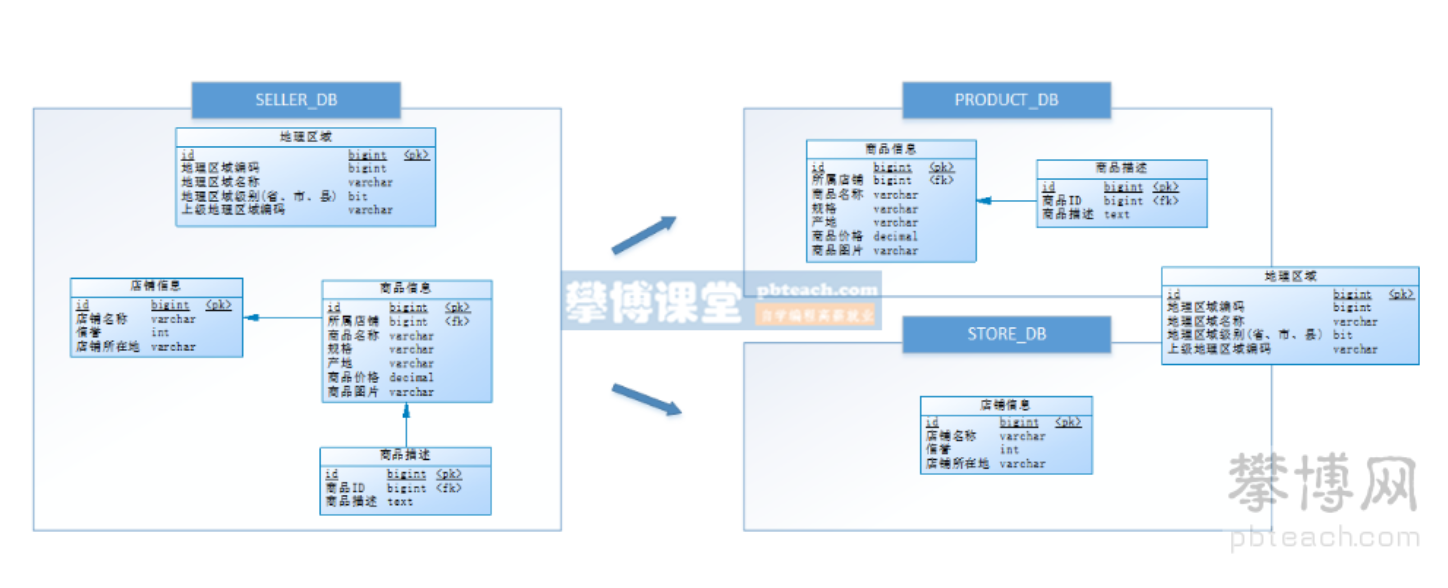 SELLER_DB
地理区域
id bigint <pk>
地理区域编码 bigint
地理区域名称 varchar
地理区域级别(省、市、县) bit
上级地理区域编码 varchar
店铺信息
id bigint <pk>
店铺名称 varchar
信誉 int
店铺所在地 varchar
商品信息
id bigint <pk>
所属店铺 bigint <fk>
商品名称 varchar
规格 varchar
产地 varchar
商品价格 decimal
商品图片 varchar
商品描述
id bigint <pk>
商品ID bigint <fk>
商品描述 text
攀博课堂
pbteach.com
自学编程高薪就业
PRODUCT_DB
商品信息
id bigint <pk>
所属店铺 bigint <fk>
商品名称 varchar
规格 varchar
产地 varchar
商品价格 decimal
商品图片 varchar
商品描述
id bigint <pk>
商品ID bigint <fk>
商品描述 text
地理区域
id bigint <pk>
地理区域编码 bigint
地理区域名称 varchar
地理区域级别(省、市、县) bit
上级地理区域编码 varchar
STORE_DB
店铺信息
id bigint <pk>
店铺名称 varchar
信誉 int
店铺所在地 varchar
攀博网
pbteach.com